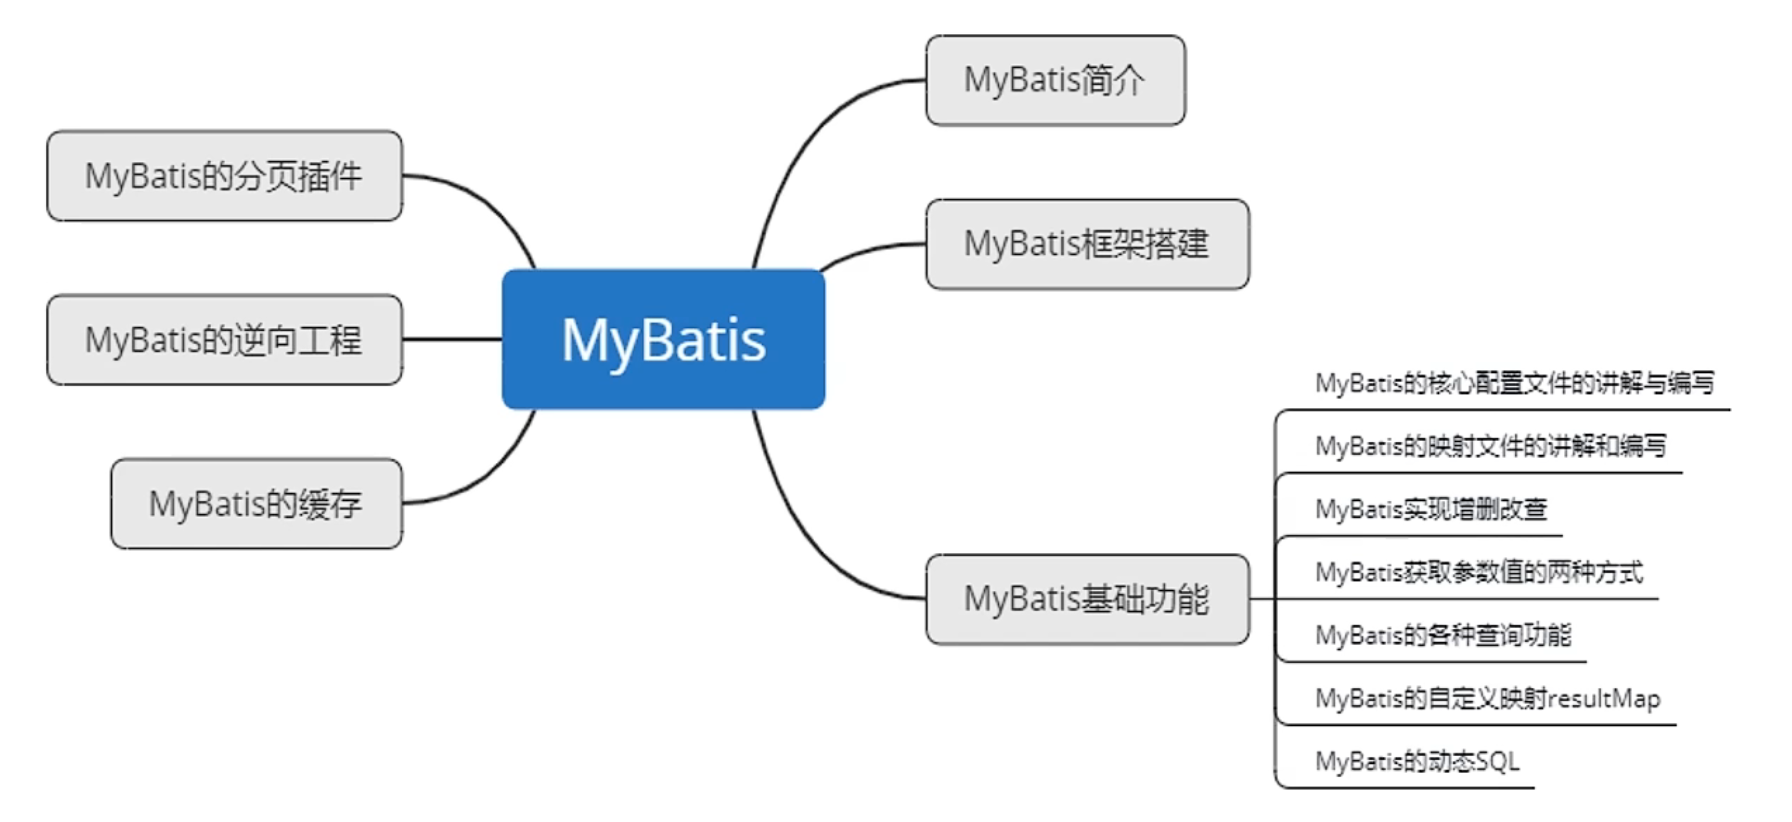 MyBatis
MyBatis简介
MyBatis框架搭建
MyBatis基础功能
MyBatis的核心配置文件的讲解与编写
MyBatis的映射文件的讲解和编写
MyBatis实现增删改查
MyBatis获取参数值的两种方式
MyBatis的各种查询功能
MyBatis的自定义映射resultMap
MyBatis的动态SQL
MyBatis的分页插件
MyBatis的逆向工程
MyBatis的缓存